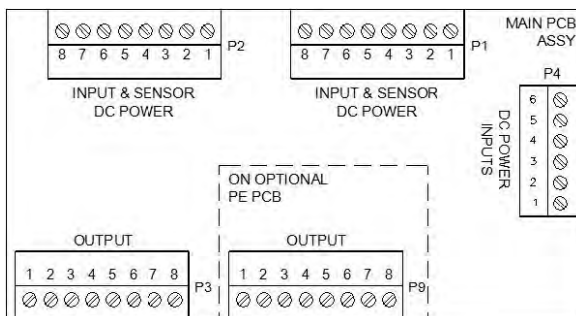 8 7 6 5 4 3 2 1 P2
8 7 6 5 4 3 2 1 P1
MAIN PCB
ASSY
INPUT & SENSOR
DC POWER
INPUT & SENSOR
DC POWER
P4
6
5
4
3
2
1
DC POWER
INPUTS
ON OPTIONAL
PE PCB
OUTPUT
1 2 3 4 5 6 7 8 P3
OUTPUT
1 2 3 4 5 6 7 8 P9